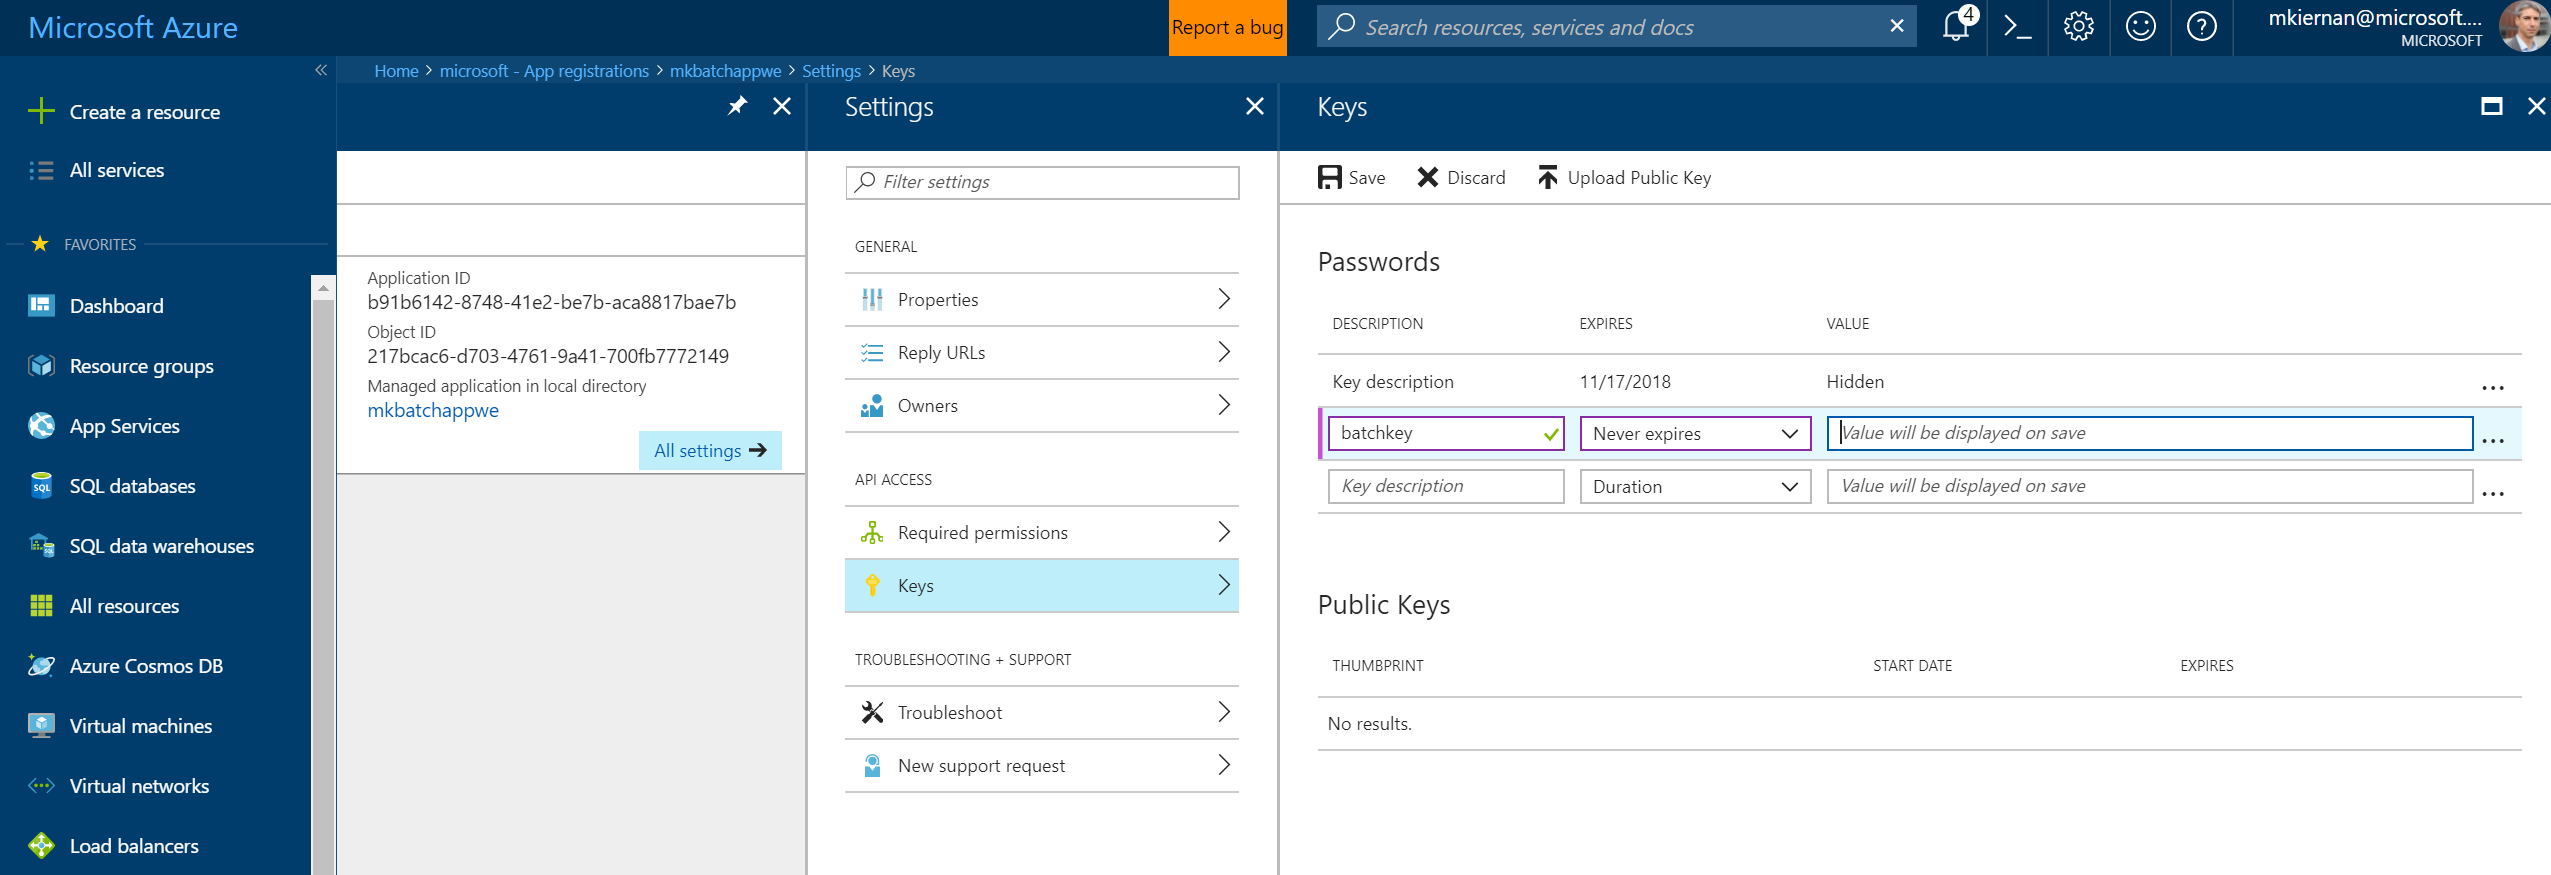 Microsoft Azure
Report a bug
Search resources, services and docs
4
mkiernan@microsoft....
MICROSOFT
Home > microsoft - App registrations > mkbatchappwe > Settings > Keys
Create a resource
All services
FAVORITES
Dashboard
Resource groups
App Services
SQL databases
SQL data warehouses
All resources
Azure Cosmos DB
Virtual machines
Virtual networks
Load balancers
Application ID
b91b6142-8748-41e2-be7b-aca8817bae7b
Object ID
217bcac6-d703-4761-9a41-700fb7772149
Managed application in local directory
mkbatchappwe
All settings
Settings
Filter settings
GENERAL
Properties
Reply URLs
Owners
API ACCESS
Required permissions
Keys
TROUBLESHOOTING + SUPPORT
Troubleshoot
New support request
Keys
Save Discard Upload Public Key
Passwords
DESCRIPTION EXPIRES VALUE
Key description 11/17/2018 Hidden ...
batchkey Never expires Value will be displayed on save ...
Key description Duration Value will be displayed on save ...
Public Keys
THUMBPRINT START DATE EXPIRES
No results.